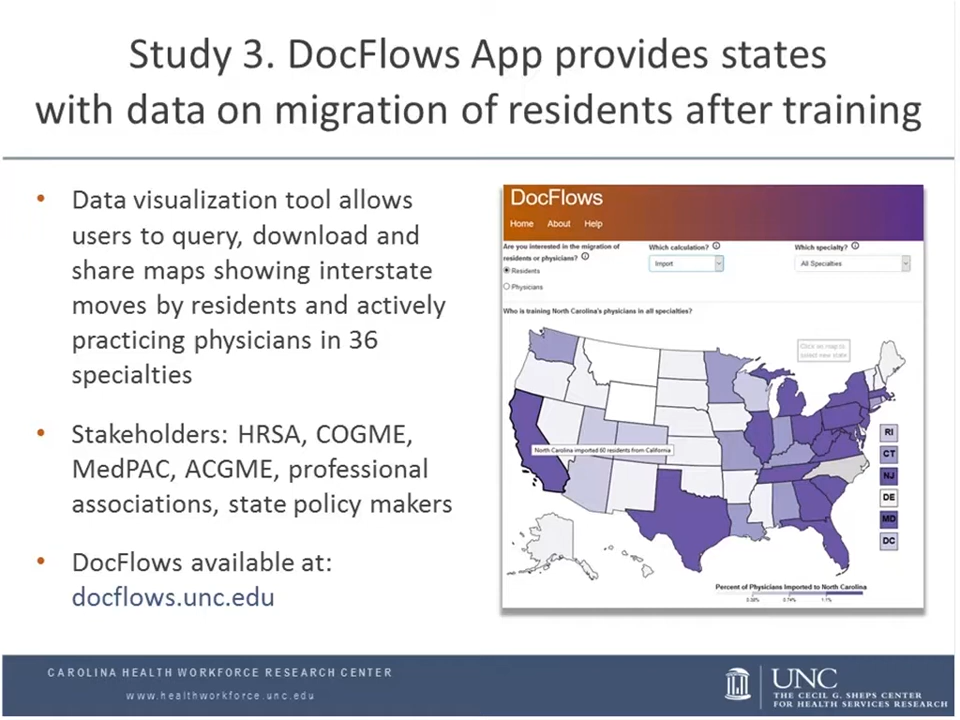 Study 3. DocFlows App provides states
with data on migration of residents after training
• Data visualization tool allows
users to query, download and
share maps showing interstate
moves by residents and actively
practicing physicians in 36
specialties
• Stakeholders: HRSA, COGME,
MedPAC, ACGME, professional
associations, state policy makers
• DocFlows available at:
docflows.unc.edu
DocFlows
Home About Help
Are you interested in the migration of
residents or physicians?
Residents
Physicians
Which calculation?
Import
Which specialty?
All Specialties
Who is training North Carolina's physicians in all specialties?
Click on map to
select new state
North Carolina imported 60 residents from California
RI
CT
NJ
DE
MD
DC
Percent of Physicians Imported to North Carolina
0.74%
1.1%
CAROLINA HEALTH WORKFORCE RESEARCH CENTER
www.healthworkforce.unc.edu
UNC
THE CECIL G. SHEPS CENTER
FOR HEALTH SERVICES RESEARCH